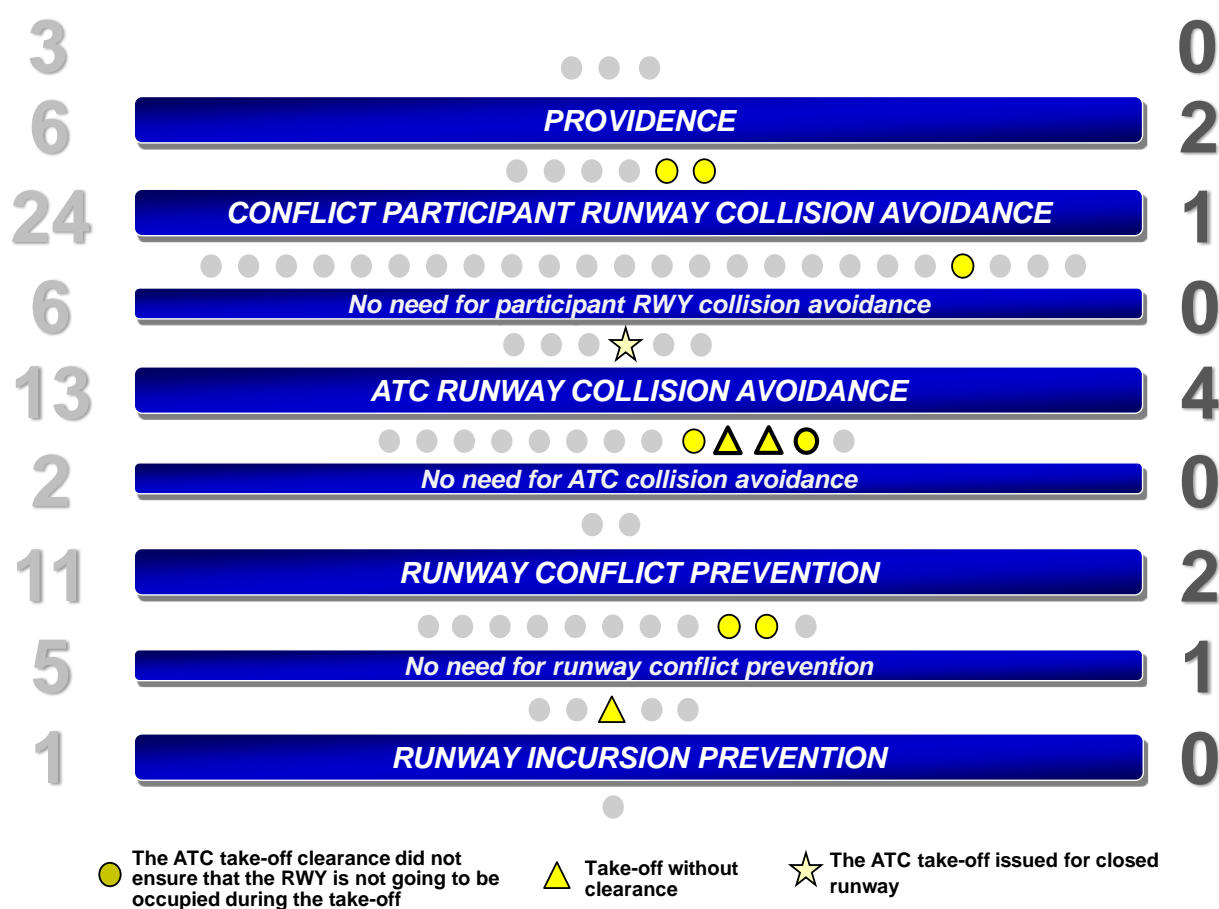 3 0
6 PROVIDENCE 2
24 CONFLICT PARTICIPANT RUNWAY COLLISION AVOIDANCE 1
6 No need for participant RWY collision avoidance 0
13 ATC RUNWAY COLLISION AVOIDANCE 4
2 No need for ATC collision avoidance 0
11 RUNWAY CONFLICT PREVENTION 2
5 No need for runway conflict prevention 1
1 RUNWAY INCURSION PREVENTION 0
The ATC take-off clearance did not
ensure that the RWY is not going to be
occupied during the take-off
Take-off without
clearance
The ATC take-off issued for closed
runway